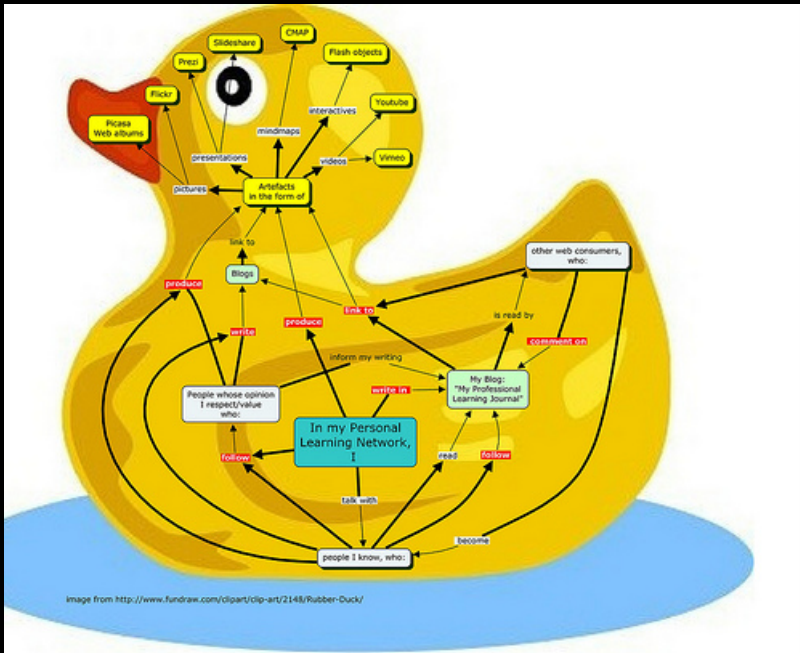 CMAP
Slideshare
Flash objects
Prezi
Flickr
Youtube
interactives
Picasa
Web albums
mindmaps
presentations
videos
Vimeo
pictures
Artefacts
in the form of
link to
other web consumers,
who:
Blogs
produce
link to
is read by
produce
write
comment on
inform my writing
My Blog:
"My Professional
Learning Journal"
write in
People whose opinion
I respect/value
who:
In my Personal
Learning Network,
I
follow
read
follow
talk with
become
people I know, who:
image from http://www.fundraw.com/clipart/clip-art/2148/Rubber-Duck/